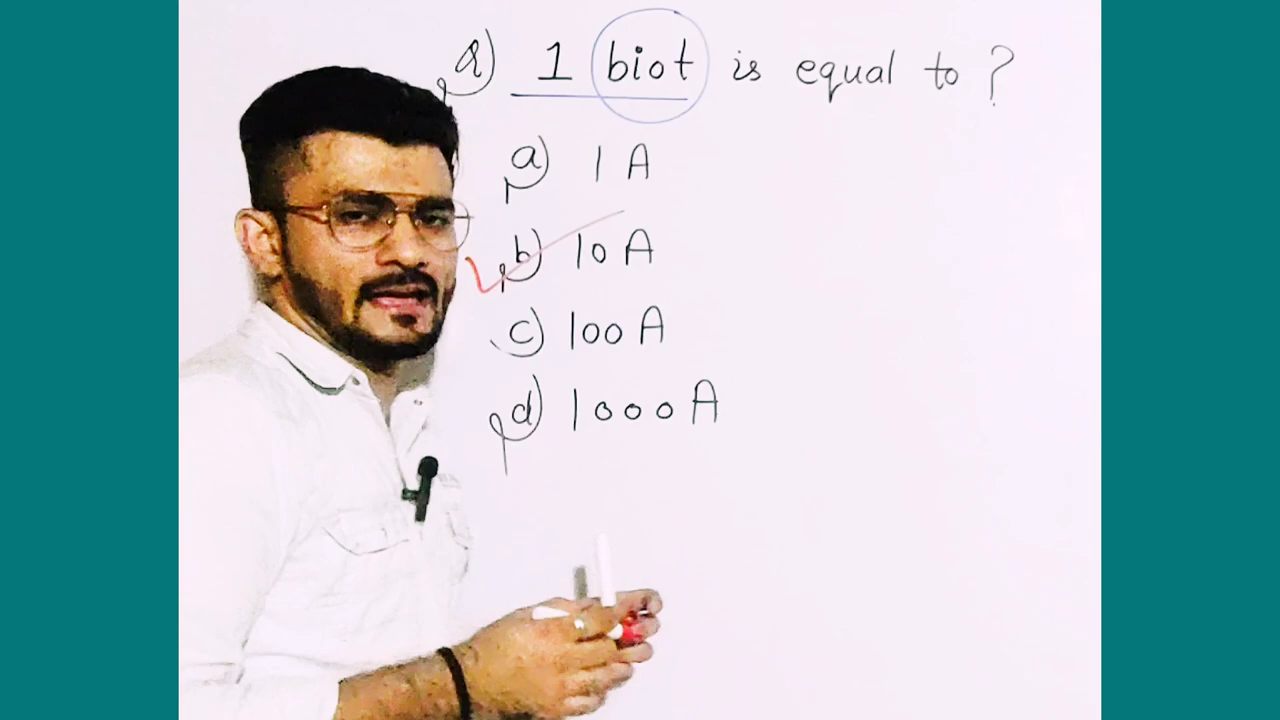 Q) 1 biot is equal to ?
a) 1 A
b) 10 A
c) 100 A
d) 1000 A